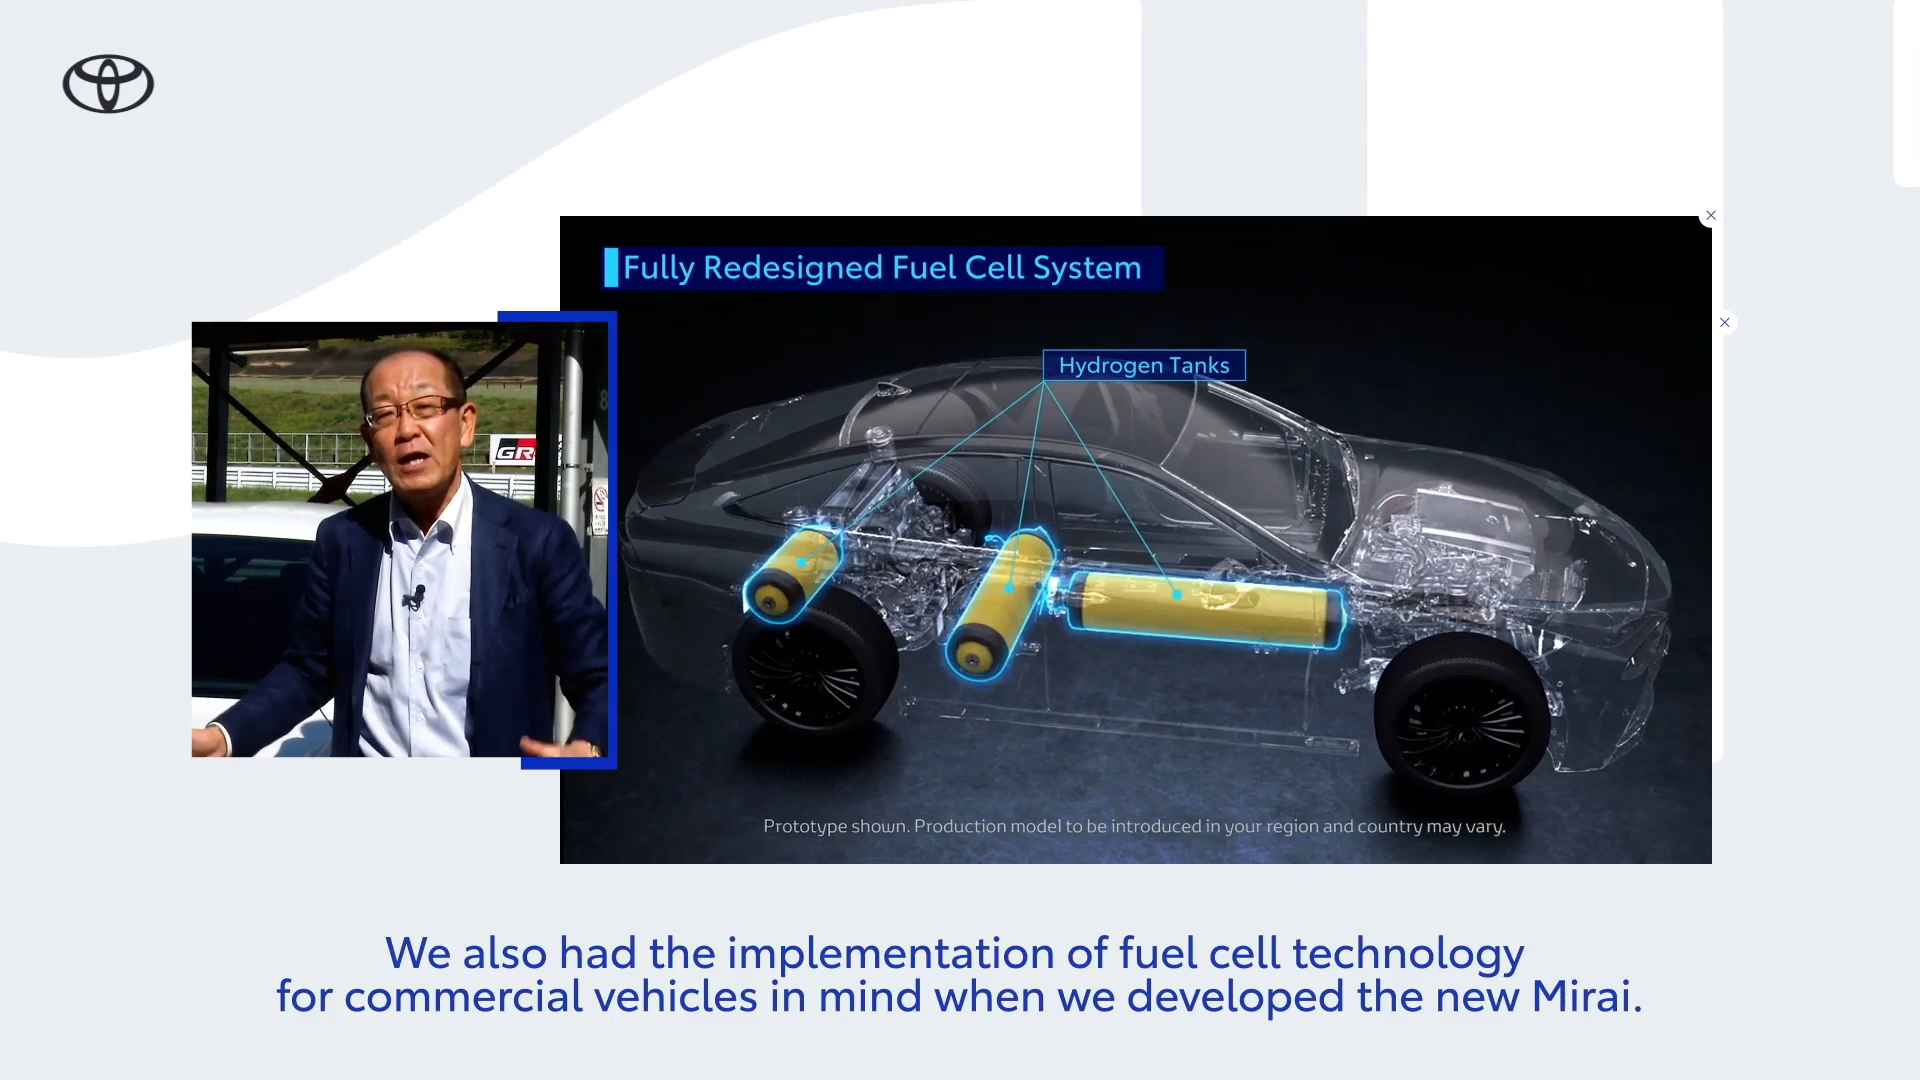 Fully Redesigned Fuel Cell System
Hydrogen Tanks
GR
8
Prototype shown. Production model to be introduced in your region and country may vary.
We also had the implementation of fuel cell technology
for commercial vehicles in mind when we developed the new Mirai.